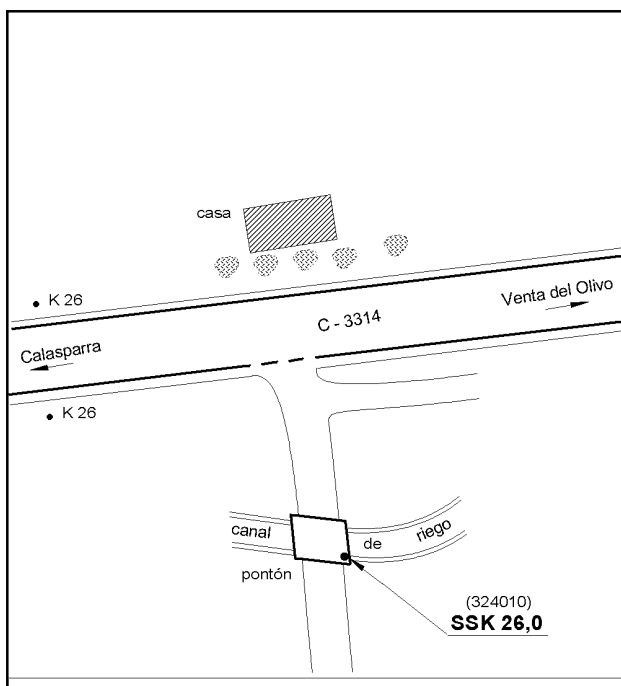 casa
K 26
Venta del Olivo
C - 3314
Calasparra
K 26
canal de riego
pontón
(324010)
SSK 26,0